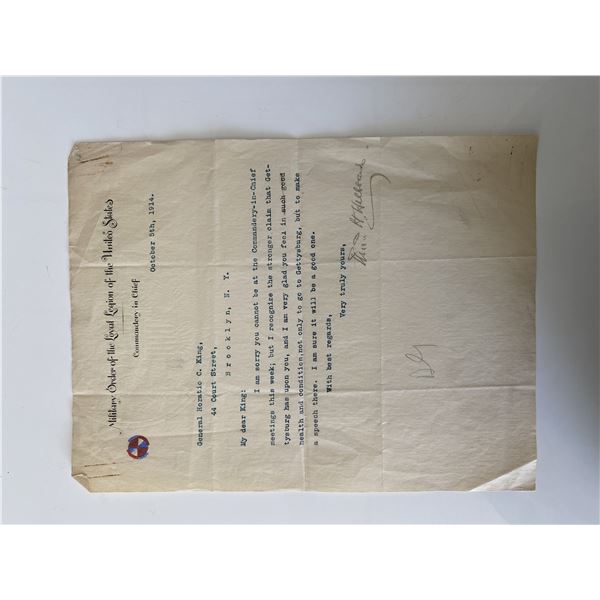 Military Order of the Loyal Legion of the United States
Commandery in Chief
October 5th, 1914.
General Horatio C. King,
44 Court Street,
Brooklyn, N. Y.
My dear King:
I am sorry you cannot be at the Commandery-in-Chief
meetings this week; but I recognize the stronger claim that Get-
tysburg has upon you, and I am very glad you feel in such good
health and condition,not only to go to Gettysburg, but to make
a speech there. I am sure it will be a good one.
With best regards,
Very truly yours,